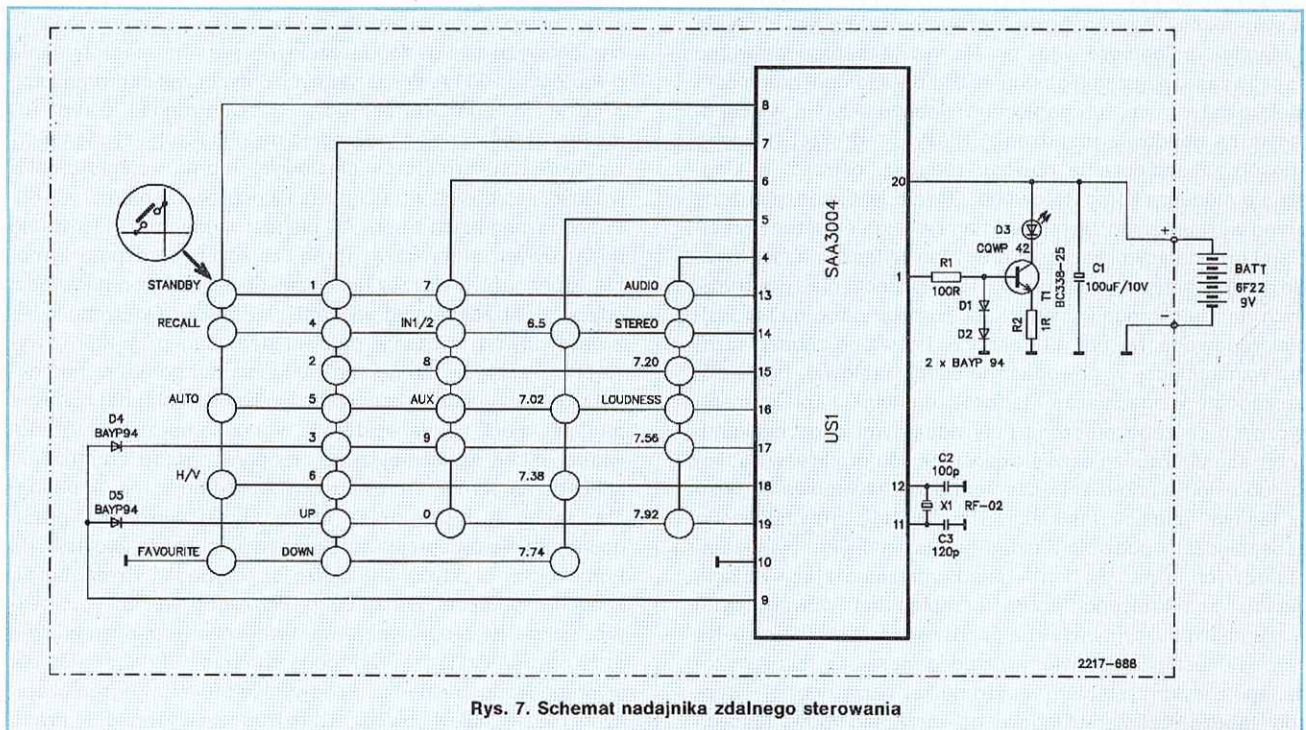 8
7
6
5
4
20
SAA3004
US1
STANDBY 1 7 AUDIO 13
RECALL 4 IN1/2 6.5 STEREO 14
2 8 7.20 15
AUTO 5 AUX 7.02 LOUDNESS 16
D4
BAYP94
3 9 7.56 17
H/V 6 7.38 18
D5
BAYP94
UP 0 7.92 19
FAVOURITE DOWN 7.74 10
9
1
R1
100R
D1
D2
2 x BAYP 94
D3
CQWP 42
T1
BC338-25
R2
1R
C1
100uF/10V
+
-
BATT
6F22
9V
12
11
C2
100p
X1 RF-02
C3
120p
2217-688
Rys. 7. Schemat nadajnika zdalnego sterowania